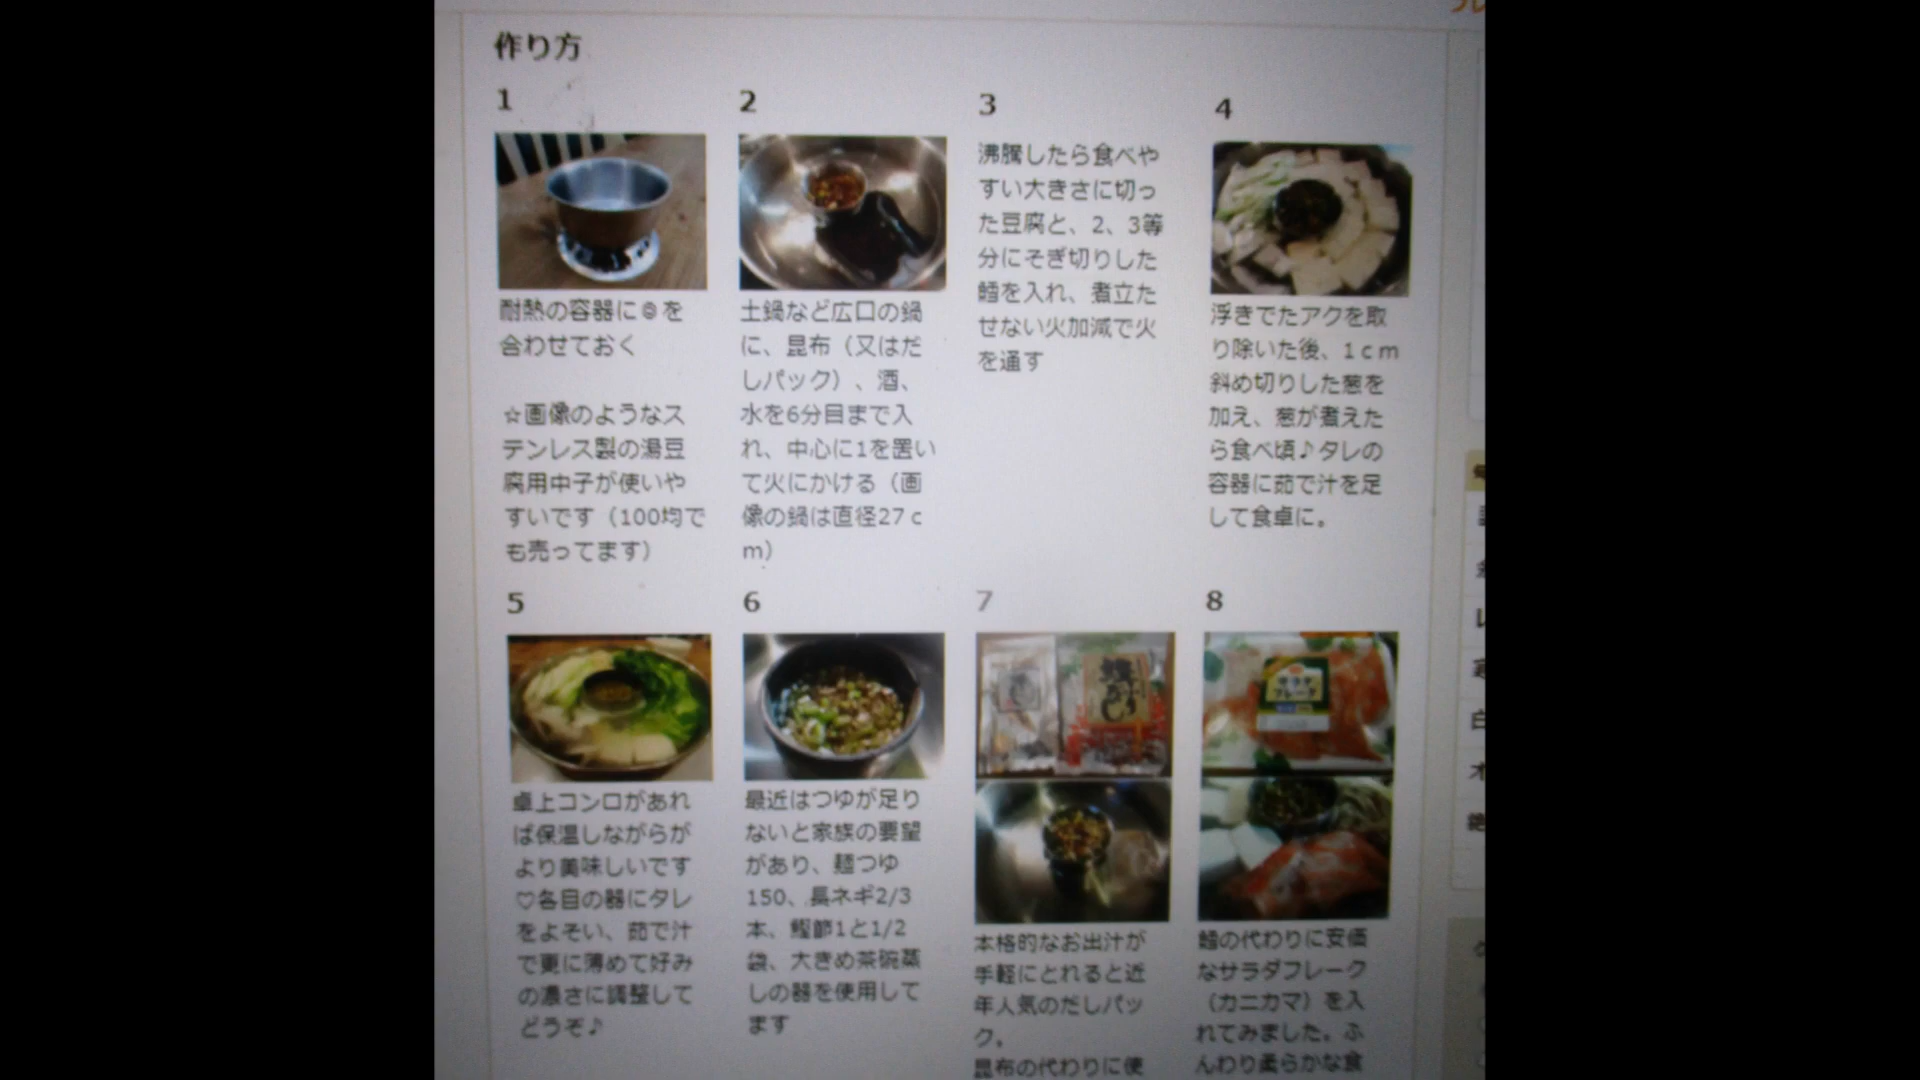 作り方
1
耐熱の容器に◎を
合わせておく
☆画像のようなス
テンレス製の湯豆
腐用中子が使いや
すいです（100均で
も売ってます）
2
土鍋など広口の鍋
に、昆布（又はだ
しパック）、酒、
水を6分目まで入
れ、中心に1を置い
て火にかける（画
像の鍋は直径27ｃ
m）
3
沸騰したら食べや
すい大きさに切っ
た豆腐と、2、3等
分にそぎ切りした
鱈を入れ、煮立た
せない火加減で火
を通す
4
浮きでたアクを取
り除いた後、1ｃｍ
斜め切りした葱を
加え、葱が煮えた
ら食べ頃♪タレの
容器に茹で汁を足
して食卓に。
5
卓上コンロがあれ
ば保温しながらが
より美味しいです
♡各自の器にタレ
をよそい、茹で汁
で更に薄めて好み
の濃さに調整して
どうぞ♪
6
最近はつゆが足り
ないと家族の要望
があり、麺つゆ
150、長ネギ2/3
本、鰹節1と1/2
袋、大きめ茶碗蒸
しの器を使用して
ます
7
本格的なお出汁が
手軽にとれると近
年人気のだしパッ
ク。
昆布の代わりに使
8
サラダ
フレーク
鱈の代わりに安価
なサラダフレーク
（カニカマ）を入
れてみました。ふ
んわり柔らかな食